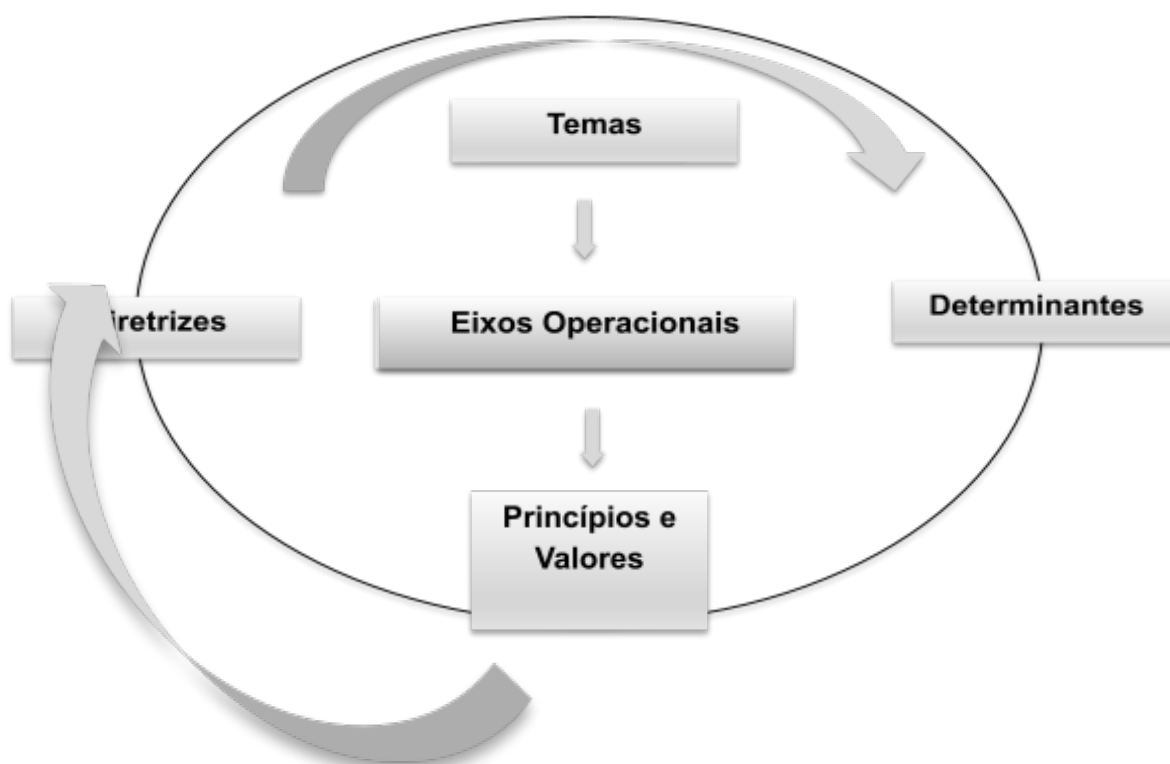 Temas
iretrizes
Eixos Operacionais
Determinantes
Princípios e
Valores